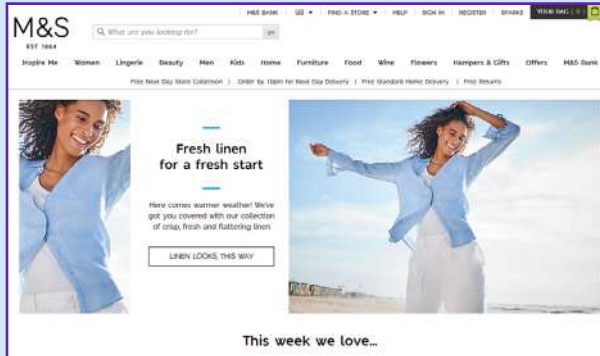 M&S BANK FIND A STORE HELP SIGN IN REGISTER SPARKS YOUR BAG ( 0 )
M&S
EST 1884
What are you looking for? go
Inspire Me Women Lingerie Beauty Men Kids Home Furniture Food Wine Flowers Hampers & Gifts Offers M&S Bank
Free Next Day Store Collection | Order by 10pm for Next Day Delivery | Free Standard Home Delivery | Free Returns
Fresh linen
for a fresh start
Here comes warmer weather! We've
got you covered with our collection
of crisp, fresh and flattering linen
LINEN LOOKS, THIS WAY
This week we love...